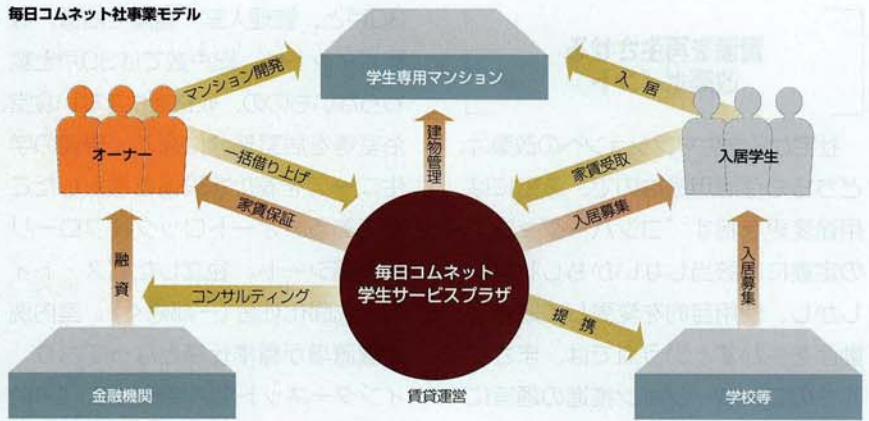 毎日コムネット社事業モデル
学生専用マンション
マンション開発
入居
オーナー
一括借り上げ
建物管理
家賃受取
入居学生
家賃保証
入居募集
融資
毎日コムネット
学生サービスプラザ
入居募集
コンサルティング
提携
金融機関
賃貸運営
学校等